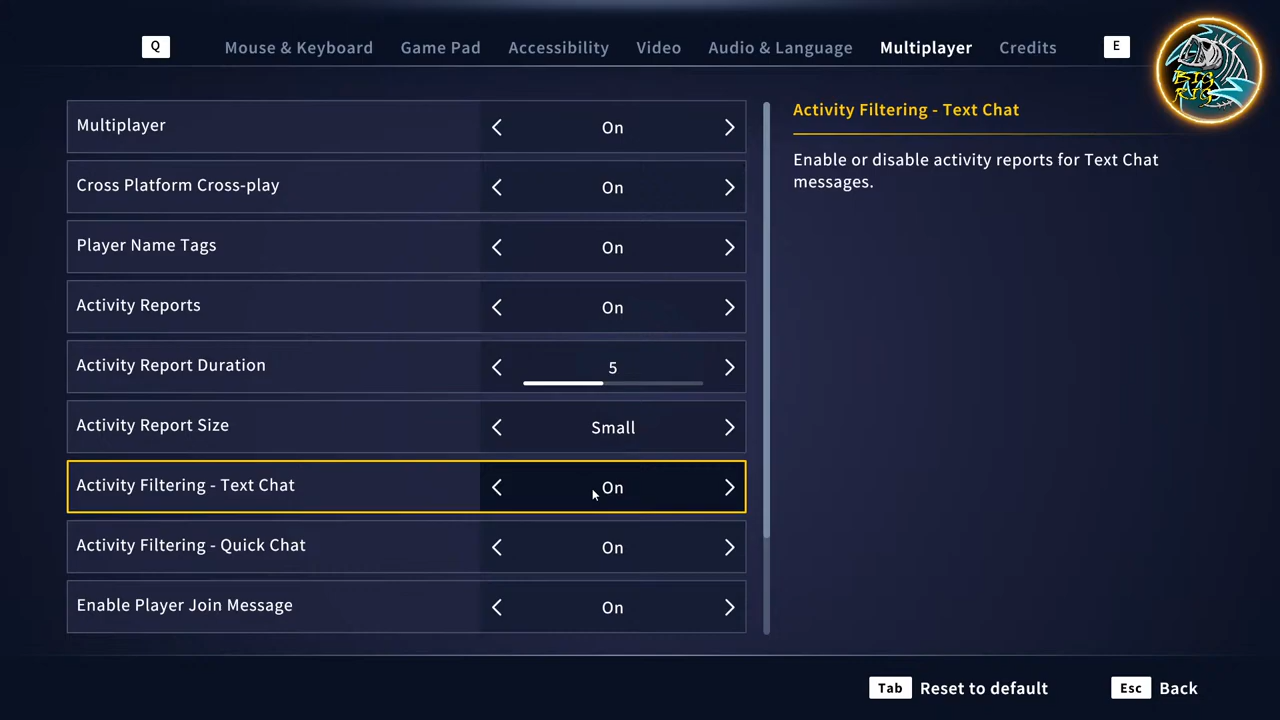 Q
Mouse & Keyboard
Game Pad
Accessibility
Video
Audio & Language
Multiplayer
Credits
E
BIG
RIG
Multiplayer
On
Cross Platform Cross-play
On
Player Name Tags
On
Activity Reports
On
Activity Report Duration
5
Activity Report Size
Small
Activity Filtering - Text Chat
On
Activity Filtering - Quick Chat
On
Enable Player Join Message
On
Activity Filtering - Text Chat
Enable or disable activity reports for Text Chat
messages.
Tab Reset to default
Esc Back